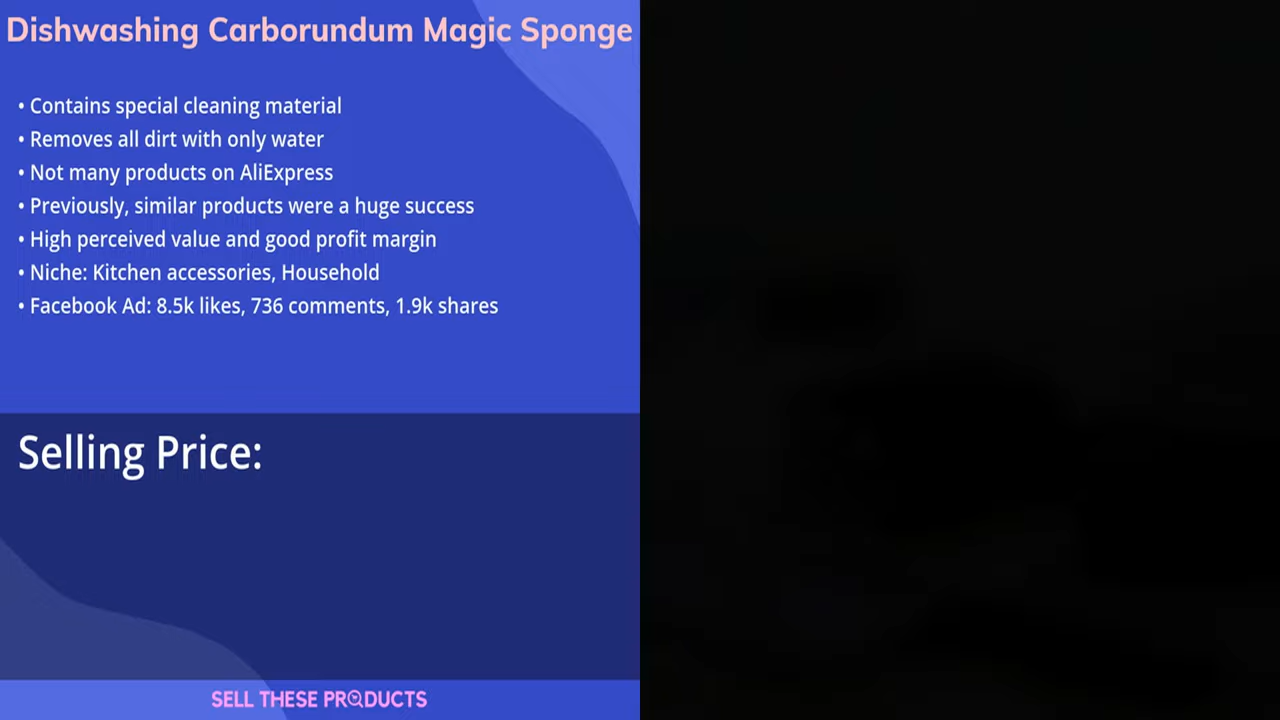 Dishwashing Carborundum Magic Sponge
• Contains special cleaning material
• Removes all dirt with only water
• Not many products on AliExpress
• Previously, similar products were a huge success
• High perceived value and good profit margin
• Niche: Kitchen accessories, Household
• Facebook Ad: 8.5k likes, 736 comments, 1.9k shares
Selling Price:
SELL THESE PRODUCTS